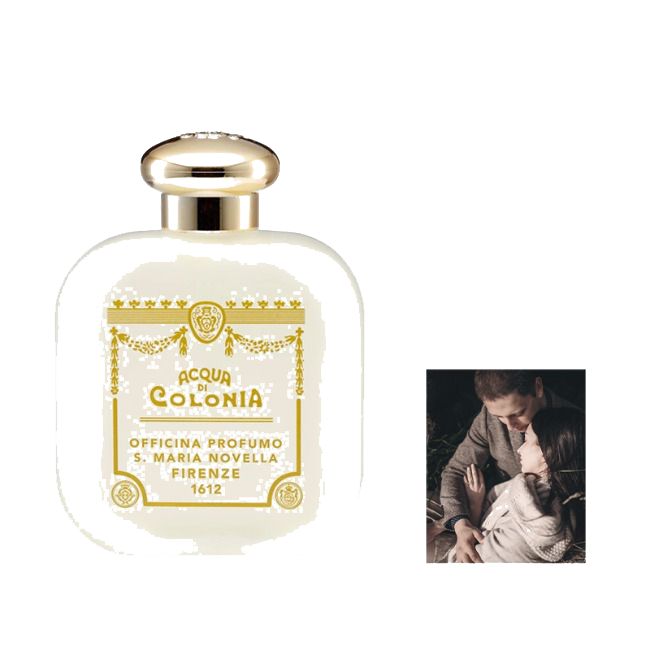 ACQUA
DI
COLONIA
OFFICINA PROFUMO
S. MARIA NOVELLA
FIRENZE
1612